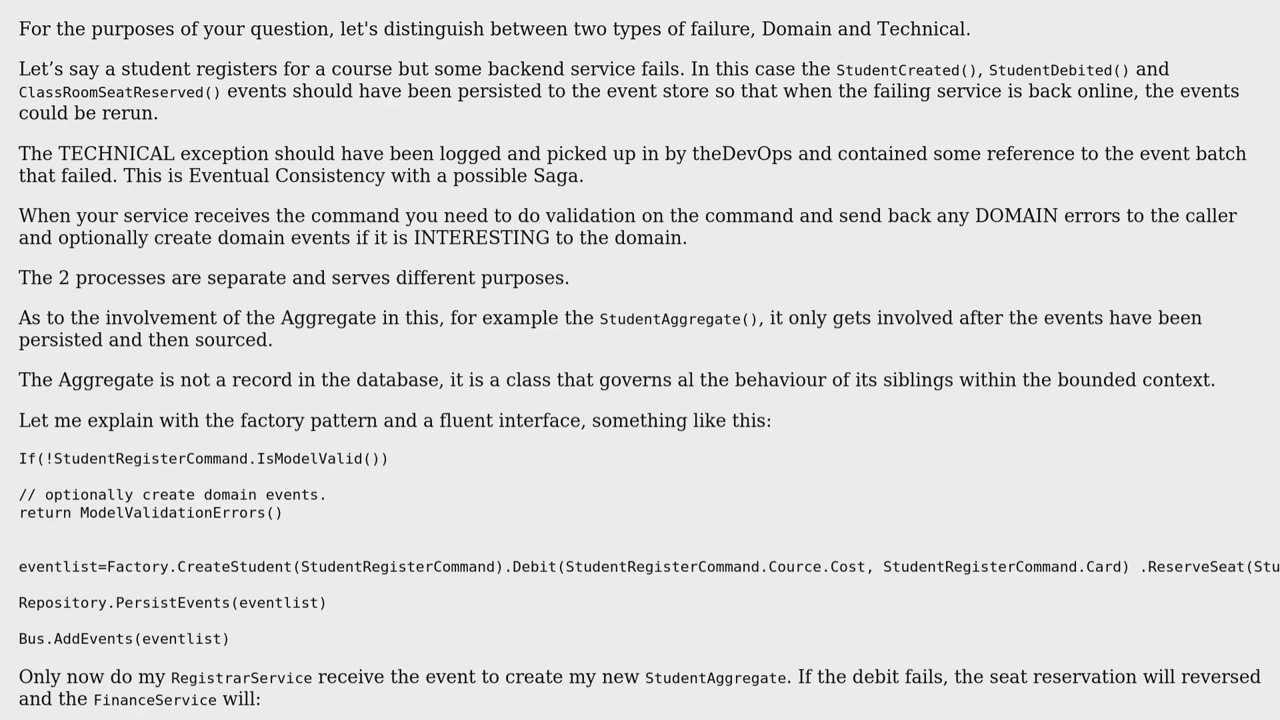 For the purposes of your question, let's distinguish between two types of failure, Domain and Technical.
Let’s say a student registers for a course but some backend service fails. In this case the StudentCreated(), StudentDebited() and
ClassRoomSeatReserved() events should have been persisted to the event store so that when the failing service is back online, the events
could be rerun.
The TECHNICAL exception should have been logged and picked up in by theDevOps and contained some reference to the event batch
that failed. This is Eventual Consistency with a possible Saga.
When your service receives the command you need to do validation on the command and send back any DOMAIN errors to the caller
and optionally create domain events if it is INTERESTING to the domain.
The 2 processes are separate and serves different purposes.
As to the involvement of the Aggregate in this, for example the StudentAggregate(), it only gets involved after the events have been
persisted and then sourced.
The Aggregate is not a record in the database, it is a class that governs al the behaviour of its siblings within the bounded context.
Let me explain with the factory pattern and a fluent interface, something like this:
If(!StudentRegisterCommand.IsModelValid())
// optionally create domain events.
return ModelValidationErrors()
eventlist=Factory.CreateStudent(StudentRegisterCommand).Debit(StudentRegisterCommand.Cource.Cost, StudentRegisterCommand.Card) .ReserveSeat(Stu
Repository.PersistEvents(eventlist)
Bus.AddEvents(eventlist)
Only now do my RegistrarService receive the event to create my new StudentAggregate. If the debit fails, the seat reservation will reversed
and the FinanceService will: